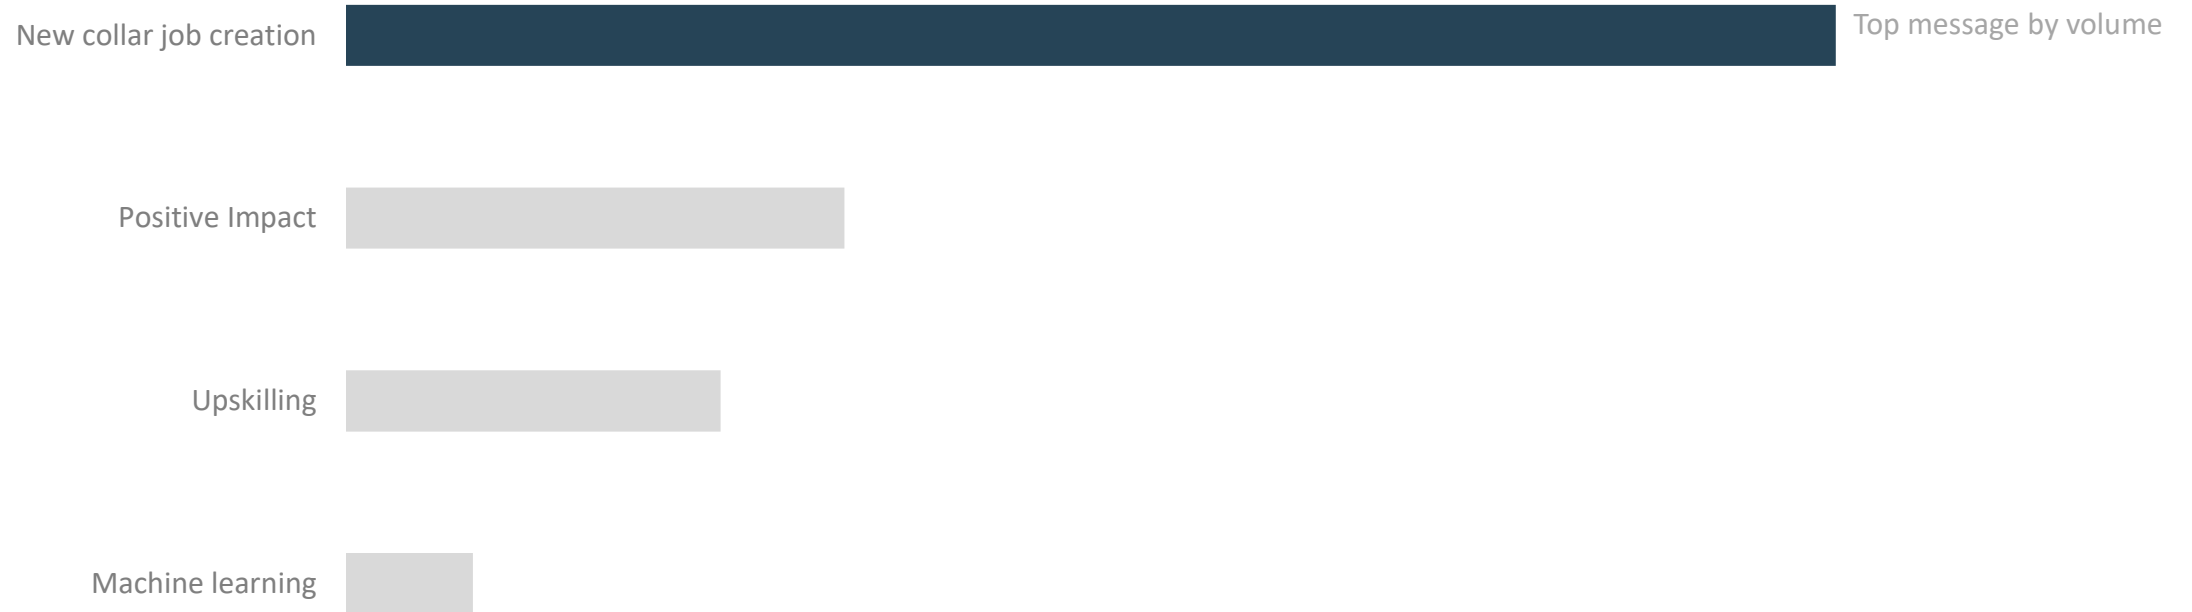 New collar job creation
Top message by volume
Positive Impact
Upskilling
Machine learning